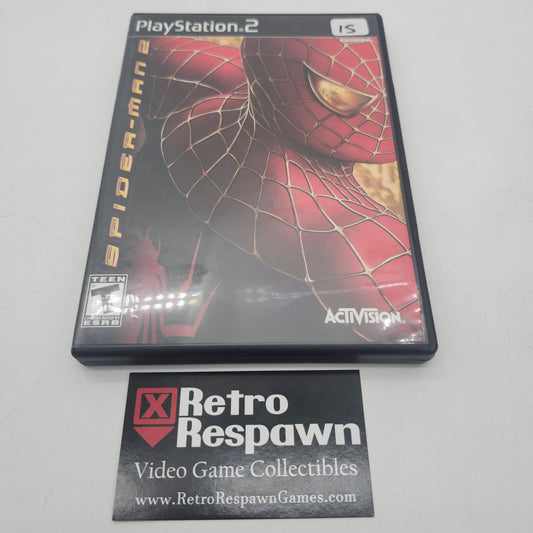 PlayStation®2
15
SPIDER-MAN 2
TEEN
T
ESRB
ACTIVISION
X Retro
Respawn
Video Game Collectibles
www.RetroRespawnGames.com